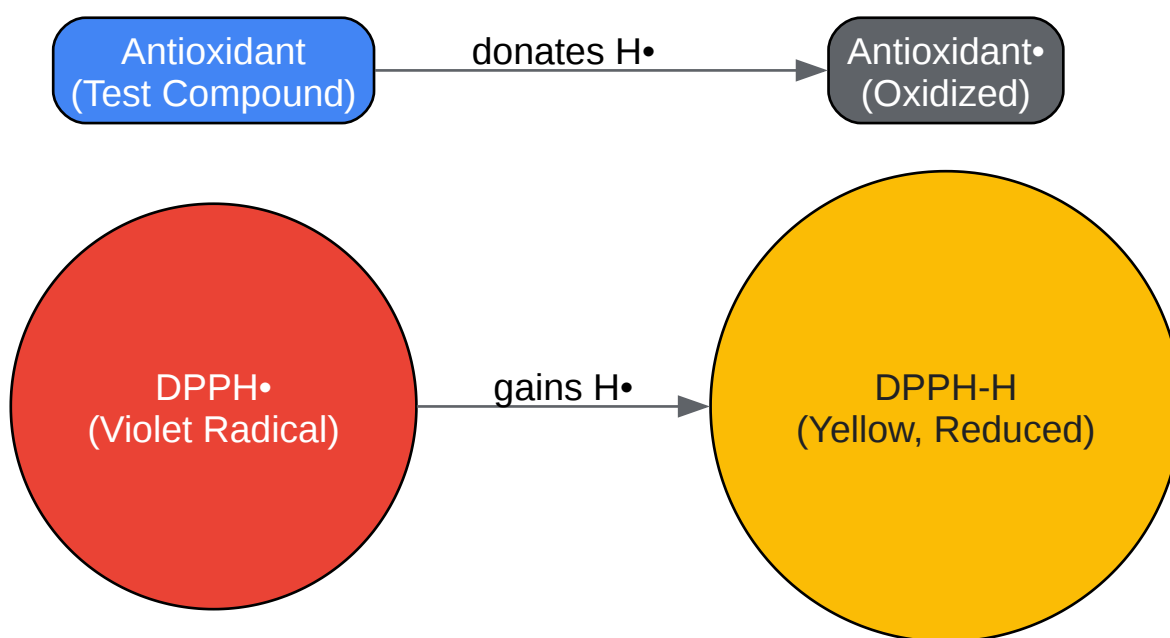 Antioxidant
(Test Compound)
donates H•
Antioxidant•
(Oxidized)
DPPH•
(Violet Radical)
gains H•
DPPH-H
(Yellow, Reduced)